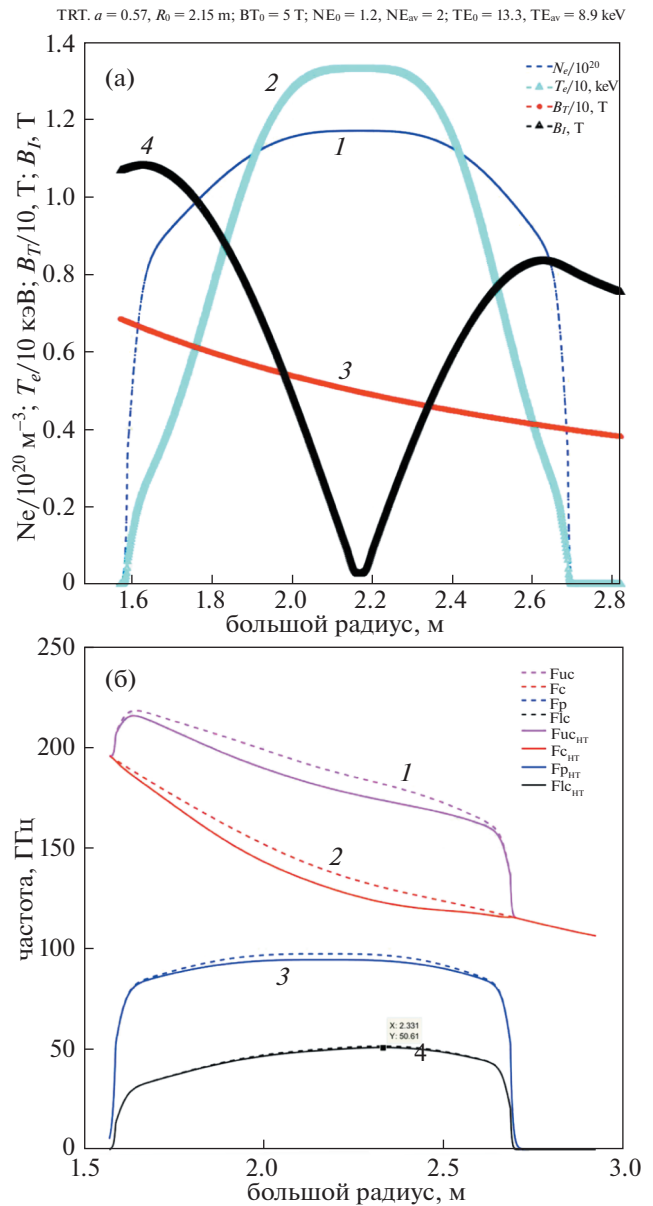 TRT. a = 0.57, R₀ = 2.15 m; BT₀ = 5 T; NE₀ = 1.2, NEav = 2; TE₀ = 13.3, TEav = 8.9 keV
(а)
Ne/10²⁰
Te/10, keV
BT/10, T
BI, T
1
2
3
4
Ne/10²⁰ м⁻³; Te/10 кэВ; BT/10, Т; BI, Т
1.4
1.2
1.0
0.8
0.6
0.4
0.2
0
1.6 1.8 2.0 2.2 2.4 2.6 2.8
большой радиус, м
(б)
Fuc
Fc
Fp
Flc
Fucнт
Fcнт
Fpнт
Flcнт
1
2
3
X: 2.331
Y: 50.61
4
частота, ГГц
250
200
150
100
50
0
1.5 2.0 2.5 3.0
большой радиус, м